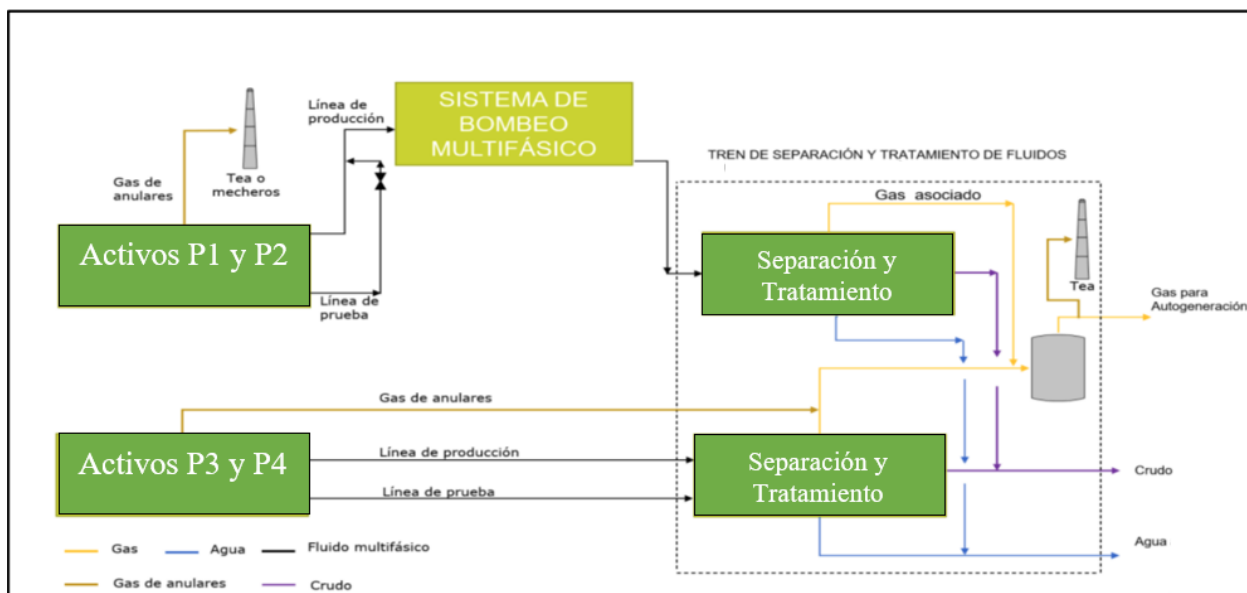 Línea de
producción
SISTEMA DE
BOMBEO
MULTIFÁSICO
Gas de
anulares
Tea o
mecheros
TREN DE SEPARACIÓN Y TRATAMIENTO DE FLUIDOS
Gas asociado
Activos P1 y P2
Separación y
Tratamiento
Línea de
prueba
Tea
Gas para
Autogeneración
Gas de anulares
Activos P3 y P4
Línea de producción
Línea de prueba
Separación y
Tratamiento
Crudo
Agua
Gas
Agua
Fluido multifásico
Gas de anulares
Crudo